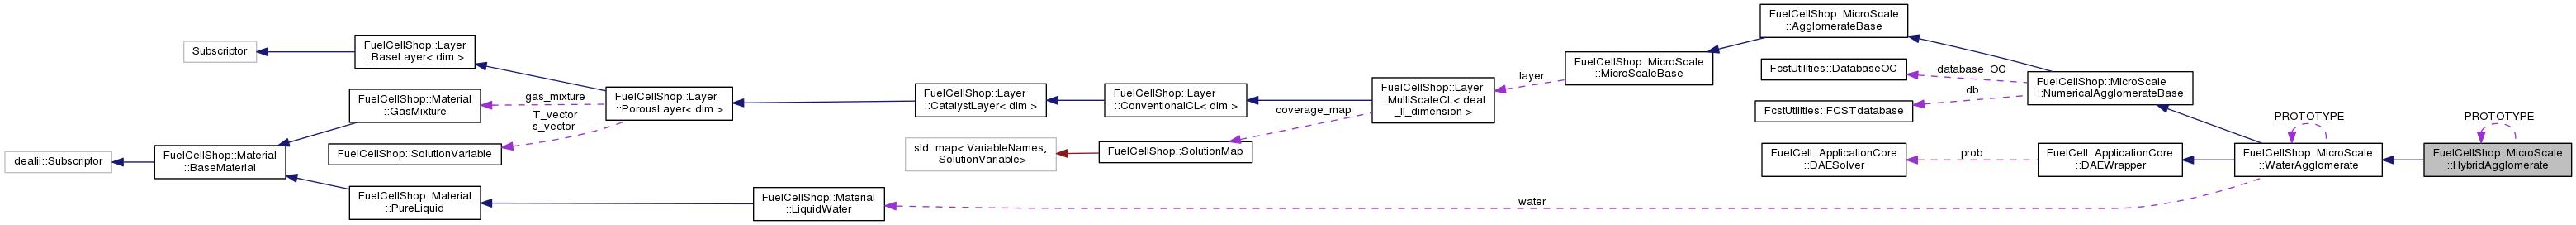 Subscriptor
FuelCellShop::Layer
::BaseLayer< dim >
dealii::Subscriptor
FuelCellShop::Material
::BaseMaterial
FuelCellShop::Material
::GasMixture
FuelCellShop::SolutionVariable
FuelCellShop::Material
::PureLiquid
gas_mixture
T_vector
s_vector
FuelCellShop::Layer
::PorousLayer< dim >
FuelCellShop::Material
::LiquidWater
FuelCellShop::Layer
::CatalystLayer< dim >
std::map< VariableNames,
SolutionVariable>
FuelCellShop::Layer
::ConventionalCL< dim >
FuelCellShop::SolutionMap
coverage_map
FuelCellShop::Layer
::MultiScaleCL< deal
_II_dimension >
layer
FuelCellShop::MicroScale
::MicroScaleBase
water
FuelCellShop::MicroScale
::AgglomerateBase
FcstUtilities::DatabaseOC
FcstUtilities::FCSTdatabase
FuelCell::ApplicationCore
::DAESolver
database_OC
db
prob
FuelCellShop::MicroScale
::NumericalAgglomerateBase
FuelCell::ApplicationCore
::DAEWrapper
PROTOTYPE
FuelCellShop::MicroScale
::WaterAgglomerate
PROTOTYPE
FuelCellShop::MicroScale
::HybridAgglomerate